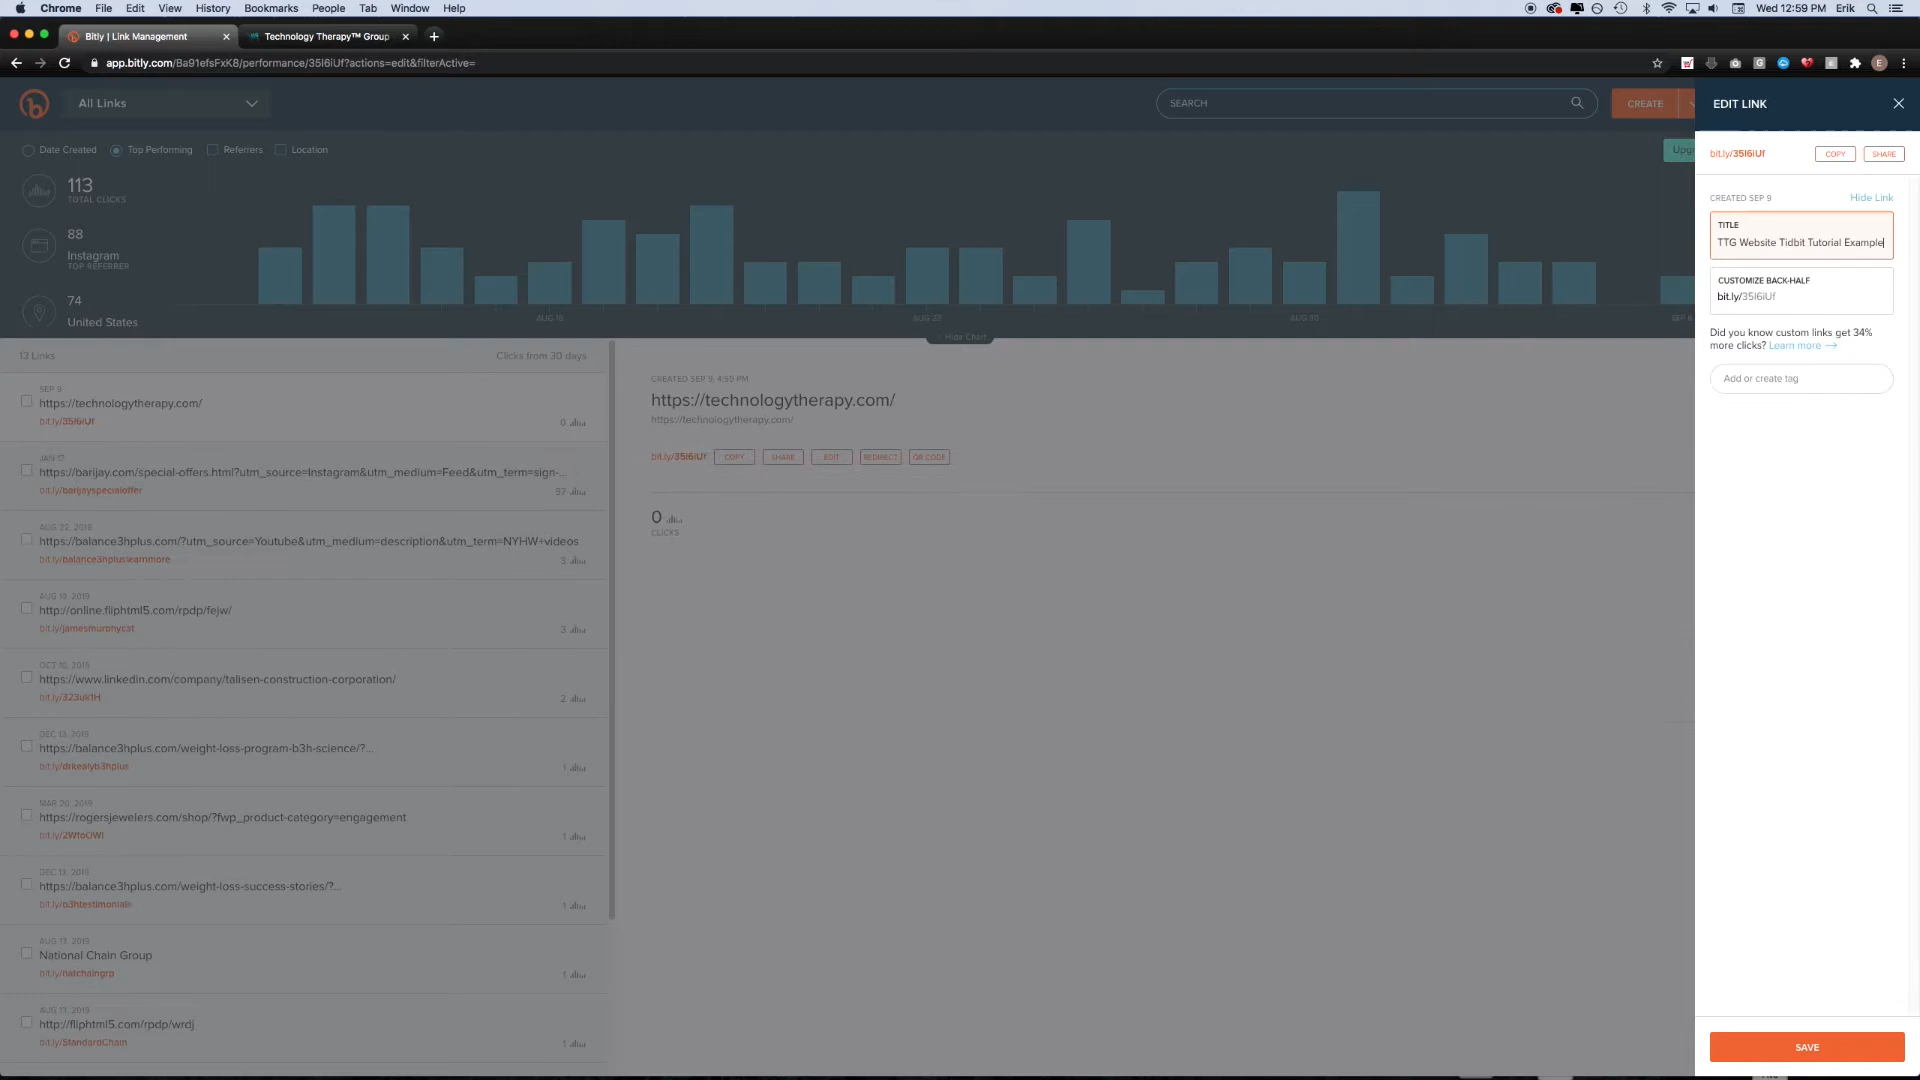 Chrome File Edit View History Bookmarks People Tab Window Help
Wed 12:59 PM Erik
Bitly | Link Management
Technology Therapy™ Group
app.bitly.com/Ba91efsFxK8/performance/35I6iUf?actions=edit&filterActive=
All Links
SEARCH
CREATE
EDIT LINK
Date Created
Top Performing
Referrers
Location
Upgr
113
TOTAL CLICKS
88
Instagram
TOP REFERRER
74
United States
AUG 16
AUG 23
AUG 30
SEP 6
Hide Chart
13 Links
Clicks from 30 days
SEP 9
https://technologytherapy.com/
bit.ly/35I6iUf
0
JAN 17
https://barijay.com/special-offers.html?utm_source=Instagram&utm_medium=Feed&utm_term=sign-...
bit.ly/barijayspecialoffer
97
AUG 22, 2018
https://balance3hplus.com/?utm_source=Youtube&utm_medium=description&utm_term=NYHW+videos
bit.ly/balance3hpluslearnmore
3
AUG 19, 2019
http://online.fliphtml5.com/rpdp/fejw/
bit.ly/jamesmurphycat
3
OCT 10, 2019
https://www.linkedin.com/company/talisen-construction-corporation/
bit.ly/323uk1H
2
DEC 13, 2019
https://balance3hplus.com/weight-loss-program-b3h-science/?...
bit.ly/drkealyb3hplus
1
MAR 20, 2019
https://rogersjewelers.com/shop/?fwp_product-category=engagement
1
DEC 13, 2019
https://balance3hplus.com/weight-loss-success-stories/?...
bit.ly/b3htestimonials
1
AUG 13, 2019
National Chain Group
bit.ly/natchaingrp
1
AUG 13, 2019
http://fliphtml5.com/rpdp/wrdj
bit.ly/StandardChain
1
CREATED SEP 9, 4:59 PM
https://technologytherapy.com/
https://technologytherapy.com/
bit.ly/35I6iUf COPY SHARE EDIT REDIRECT QR CODE
0
CLICKS
bit.ly/35I6iUf
COPY
SHARE
CREATED SEP 9
Hide Link
TITLE
TTG Website Tidbit Tutorial Example
CUSTOMIZE BACK-HALF
bit.ly/35I6iUf
Did you know custom links get 34%
more clicks? Learn more →
Add or create tag
SAVE